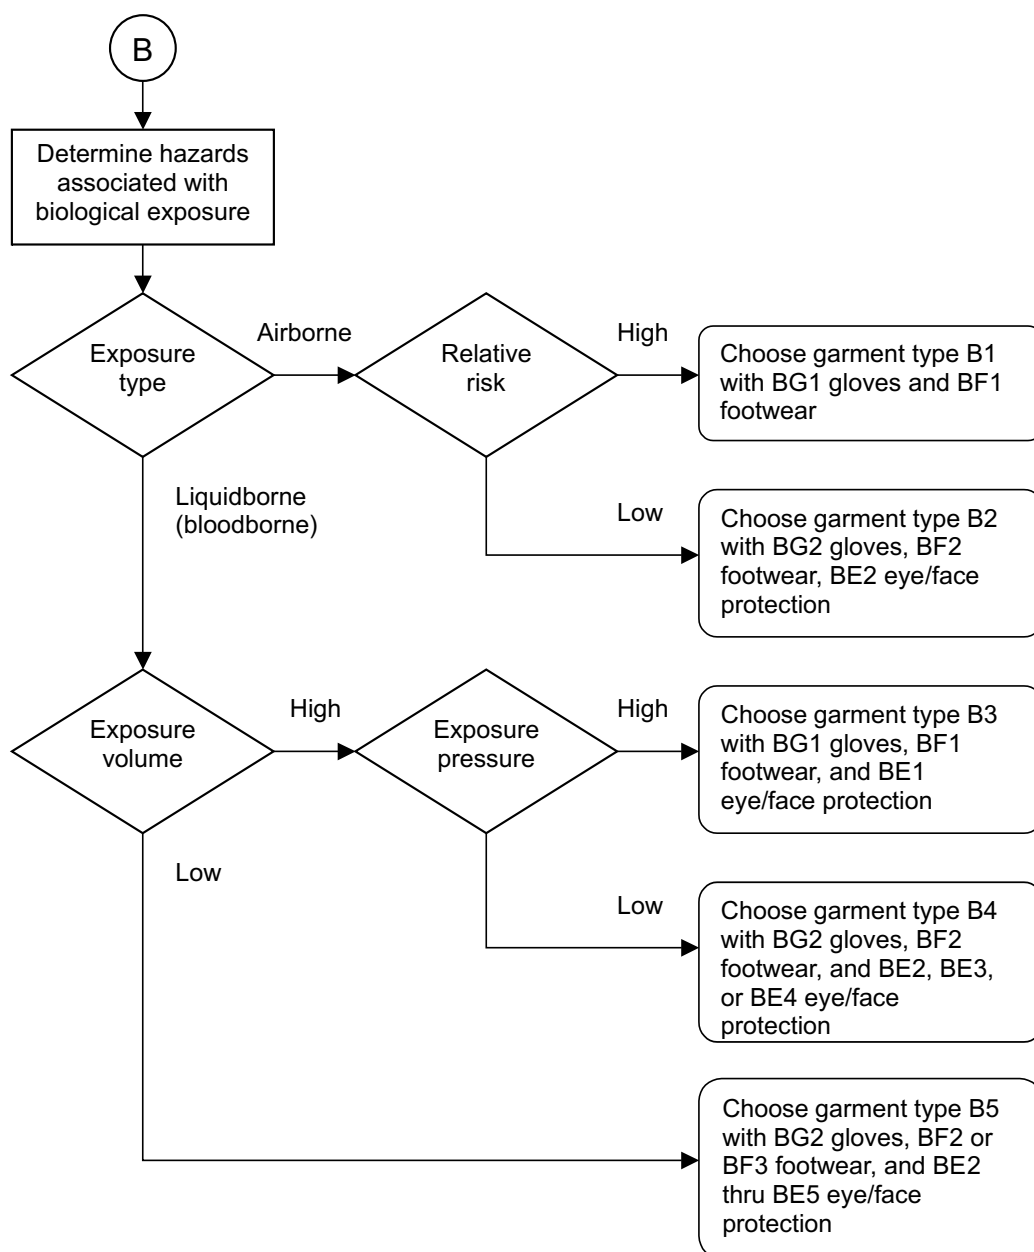 B
Determine hazards
associated with
biological exposure
Exposure
type
Airborne
Relative
risk
High
Choose garment type B1
with BG1 gloves and BF1
footwear
Liquidborne
(bloodborne)
Low
Choose garment type B2
with BG2 gloves, BF2
footwear, BE2 eye/face
protection
Exposure
volume
High
Exposure
pressure
High
Choose garment type B3
with BG1 gloves, BF1
footwear, and BE1
eye/face protection
Low
Low
Choose garment type B4
with BG2 gloves, BF2
footwear, and BE2, BE3,
or BE4 eye/face
protection
Choose garment type B5
with BG2 gloves, BF2 or
BF3 footwear, and BE2
thru BE5 eye/face
protection